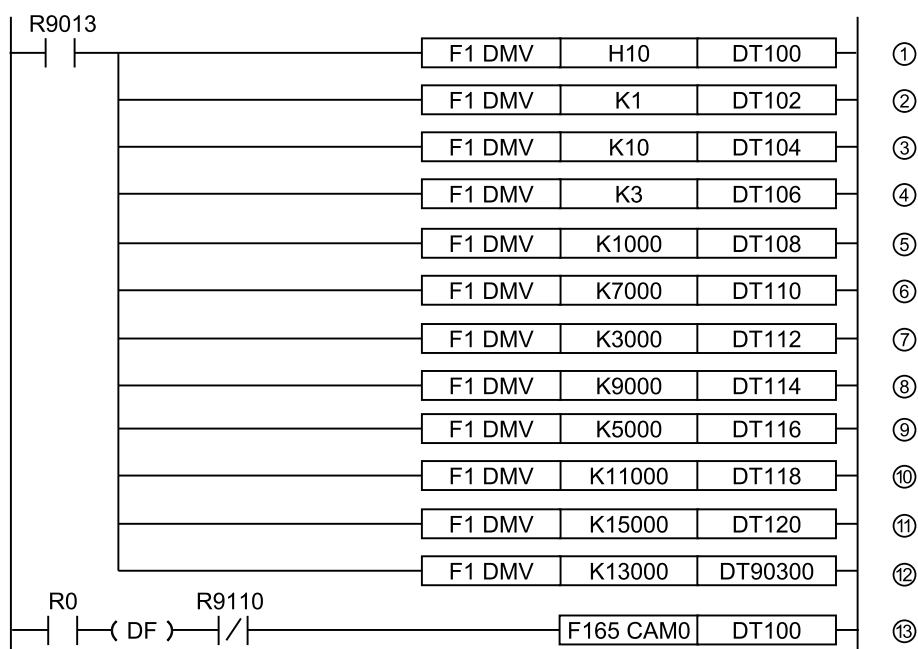 R9013
F1 DMV H10 DT100 ①
F1 DMV K1 DT102 ②
F1 DMV K10 DT104 ③
F1 DMV K3 DT106 ④
F1 DMV K1000 DT108 ⑤
F1 DMV K7000 DT110 ⑥
F1 DMV K3000 DT112 ⑦
F1 DMV K9000 DT114 ⑧
F1 DMV K5000 DT116 ⑨
F1 DMV K11000 DT118 ⑩
F1 DMV K15000 DT120 ⑪
F1 DMV K13000 DT90300 ⑫
R0 R9110
( DF ) F165 CAM0 DT100 ⑬